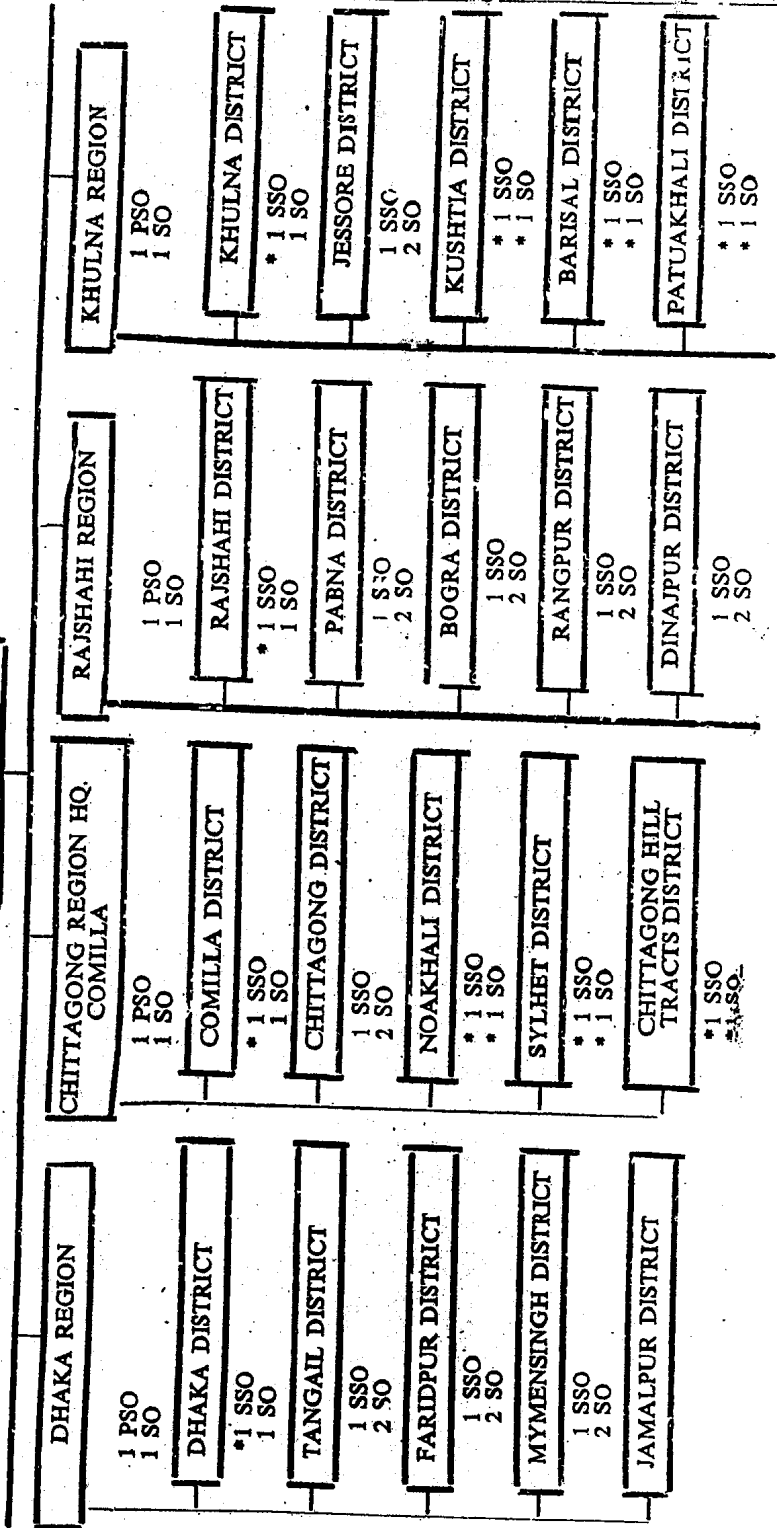 DHAKA REGION
1 PSO
1 SO
DHAKA DISTRICT
*1 SSO
1 SO
TANGAIL DISTRICT
1 SSO
2 SO
FARIDPUR DISTRICT
1 SSO
2 SO
MYMENSINGH DISTRICT
1 SSO
2 SO
JAMALPUR DISTRICT
CHITTAGONG REGION HQ.
COMILLA
1 PSO
1 SO
COMILLA DISTRICT
* 1 SSO
1 SO
CHITTAGONG DISTRICT
1 SSO
2 SO
NOAKHALI DISTRICT
* 1 SSO
* 1 SO
SYLHET DISTRICT
* 1 SSO
* 1 SO
CHITTAGONG HILL
TRACTS DISTRICT
*1 SSO
*1 SO
RAJSHAHI REGION
1 PSO
1 SO
RAJSHAHI DISTRICT
* 1 SSO
1 SO
PABNA DISTRICT
1 SSO
2 SO
BOGRA DISTRICT
1 SSO
2 SO
RANGPUR DISTRICT
1 SSO
2 SO
DINAJPUR DISTRICT
1 SSO
2 SO
KHULNA REGION
1 PSO
1 SO
KHULNA DISTRICT
* 1 SSO
1 SO
JESSORE DISTRICT
1 SSO
2 SO
KUSHTIA DISTRICT
* 1 SSO
* 1 SO
BARISAL DISTRICT
* 1 SSO
* 1 SO
PATUAKHALI DISTRICT
* 1 SSO
* 1 SO